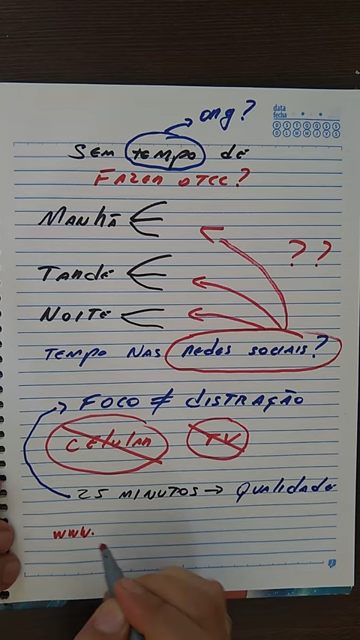 ong?
data
fecha
Sem tempo de
Fazer o TCC?
Manhã
Tarde
Noite
??
Tempo nas redes sociais?
Foco ≠ distração
Celular TV
25 minutos → Qualidade
www.